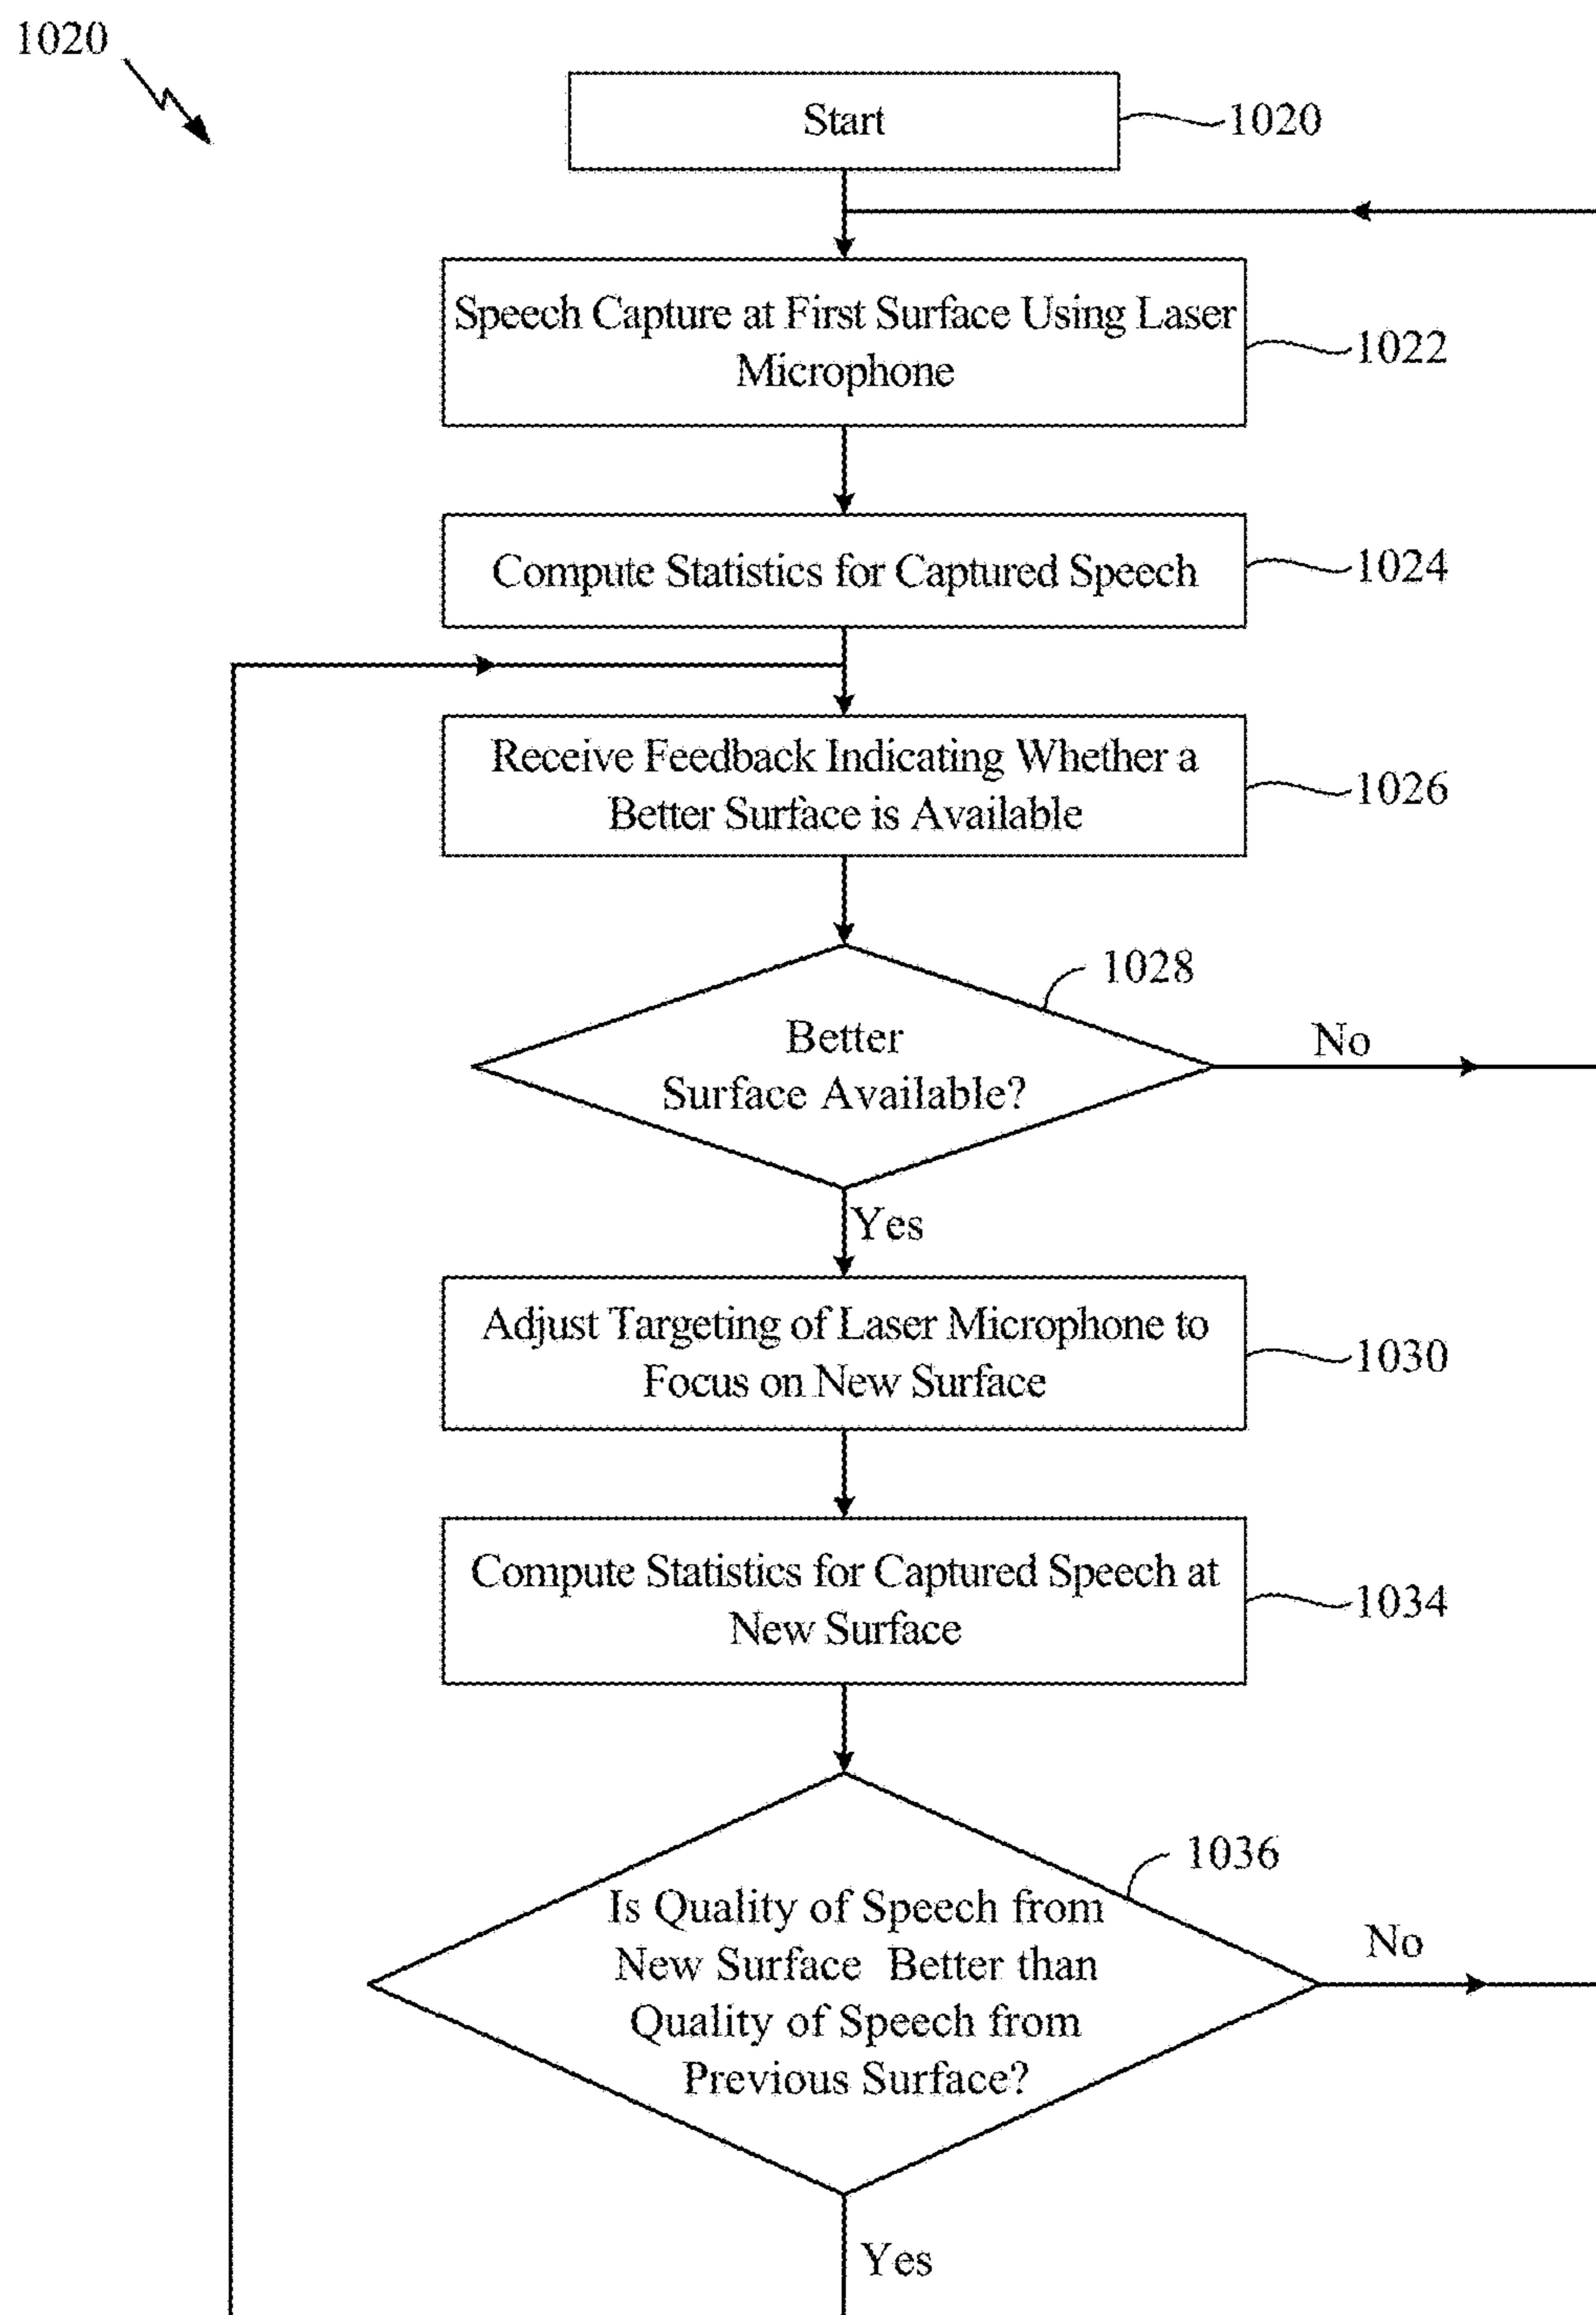 1020
Start
1020
Speech Capture at First Surface Using Laser
Microphone
1022
Compute Statistics for Captured Speech
1024
Receive Feedback Indicating Whether a
Better Surface is Available
1026
1028
Better
Surface Available?
No
Yes
Adjust Targeting of Laser Microphone to
Focus on New Surface
1030
Compute Statistics for Captured Speech at
New Surface
1034
1036
Is Quality of Speech from
New Surface  Better than
Quality of Speech from
Previous Surface?
No
Yes